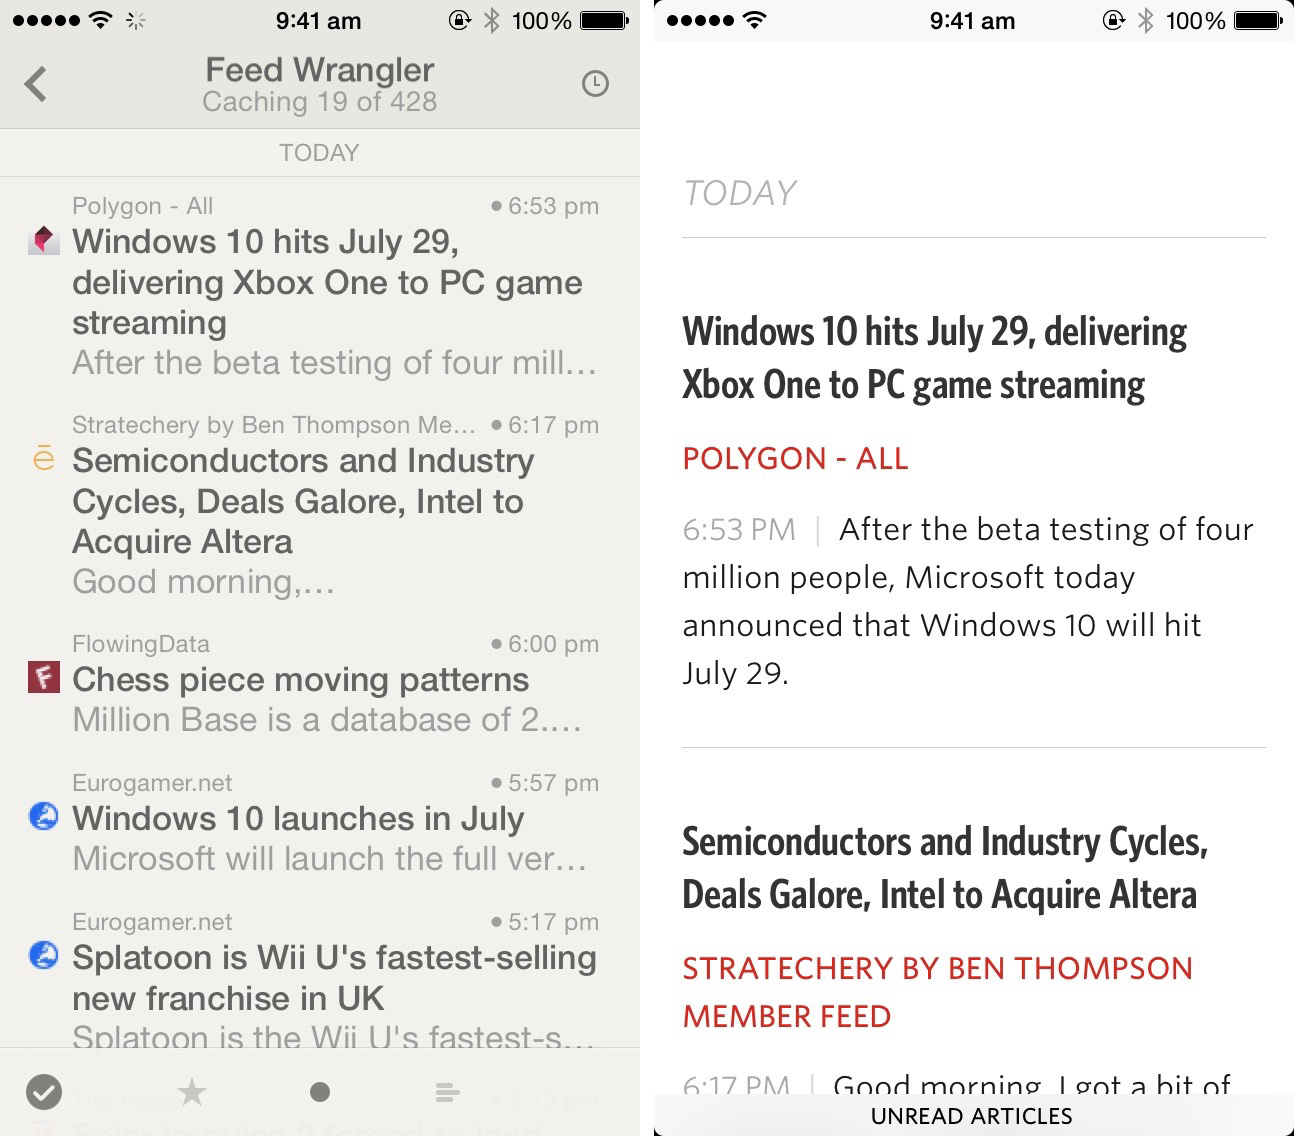 9:41 am
100%
Feed Wrangler
Caching 19 of 428
TODAY
Polygon - All
6:53 pm
Windows 10 hits July 29,
delivering Xbox One to PC game
streaming
After the beta testing of four mill...
Stratechery by Ben Thompson Me...
6:17 pm
Semiconductors and Industry
Cycles, Deals Galore, Intel to
Acquire Altera
Good morning,...
FlowingData
6:00 pm
Chess piece moving patterns
Million Base is a database of 2....
Eurogamer.net
5:57 pm
Windows 10 launches in July
Microsoft will launch the full ver...
Eurogamer.net
5:17 pm
Splatoon is Wii U's fastest-selling
new franchise in UK
Splatoon is the Wii U's fastest-s...
The Verge
5:13 pm
Solar Impulse 2 forced to land
9:41 am
100%
TODAY
Windows 10 hits July 29, delivering
Xbox One to PC game streaming
POLYGON - ALL
6:53 PM | After the beta testing of four
million people, Microsoft today
announced that Windows 10 will hit
July 29.
Semiconductors and Industry Cycles,
Deals Galore, Intel to Acquire Altera
STRATECHERY BY BEN THOMPSON
MEMBER FEED
6:17 PM | Good morning, I got a bit of
UNREAD ARTICLES